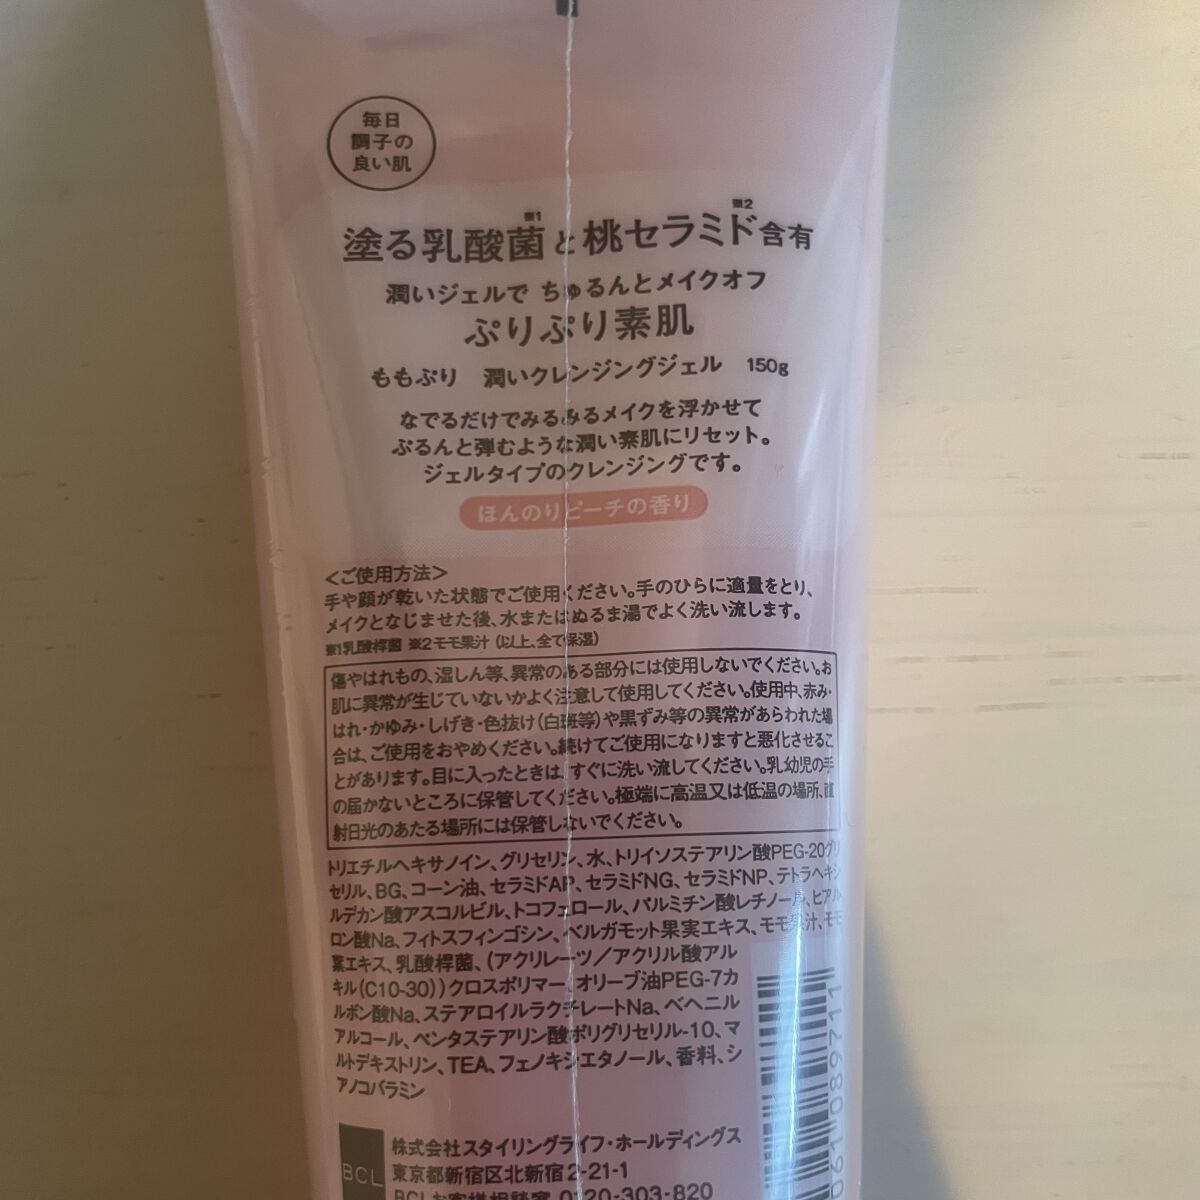 毎日
調子の
良い肌
塗る乳酸菌※1と桃セラミド※2含有
潤いジェルで ちゅるんとメイクオフ
ぷりぷり素肌
ももぷり 潤いクレンジングジェル 150g
なでるだけでみるみるメイクを浮かせて
ぷるんと弾むような潤い素肌にリセット。
ジェルタイプのクレンジングです。
ほんのりピーチの香り
＜ご使用方法＞
手や顔が乾いた状態でご使用ください。手のひらに適量をとり、
メイクとなじませた後、水またはぬるま湯でよく洗い流します。
※1乳酸桿菌 ※2モモ果汁 (以上、全て保湿)
傷やはれもの、湿しん等、異常のある部分には使用しないでください。お
肌に異常が生じていないかよく注意して使用してください。使用中、赤み・
はれ・かゆみ・しげき・色抜け(白斑等)や黒ずみ等の異常があらわれた場
合は、ご使用をおやめください。続けてご使用になりますと悪化させるこ
とがあります。目に入ったときは、すぐに洗い流してください。乳幼児の手
の届かないところに保管してください。極端に高温又は低温の場所、直
射日光のあたる場所には保管しないでください。
トリエチルヘキサノイン、グリセリン、水、トリイソステアリン酸PEG-20グリ
セリル、BG、コーン油、セラミドAP、セラミドNG、セラミドNP、テトラヘキシ
ルデカン酸アスコルビル、トコフェロール、パルミチン酸レチノール、ヒアル
ロン酸Na、フィトスフィンゴシン、ベルガモット果実エキス、モモ果汁、モモ
葉エキス、乳酸桿菌、(アクリレーツ／アクリル酸アル
キル(C10-30))クロスポリマー、オリーブ油PEG-7カ
ルボン酸Na、ステアロイルラクチレートNa、ベヘニル
アルコール、ペンタステアリン酸ポリグリセリル-10、マ
ルトデキストリン、TEA、フェノキシエタノール、香料、シ
アノコバラミン
BCL
株式会社スタイリングライフ・ホールディングス
東京都新宿区北新宿2-21-1
BCLお客様相談室 0120-303-820
061089711